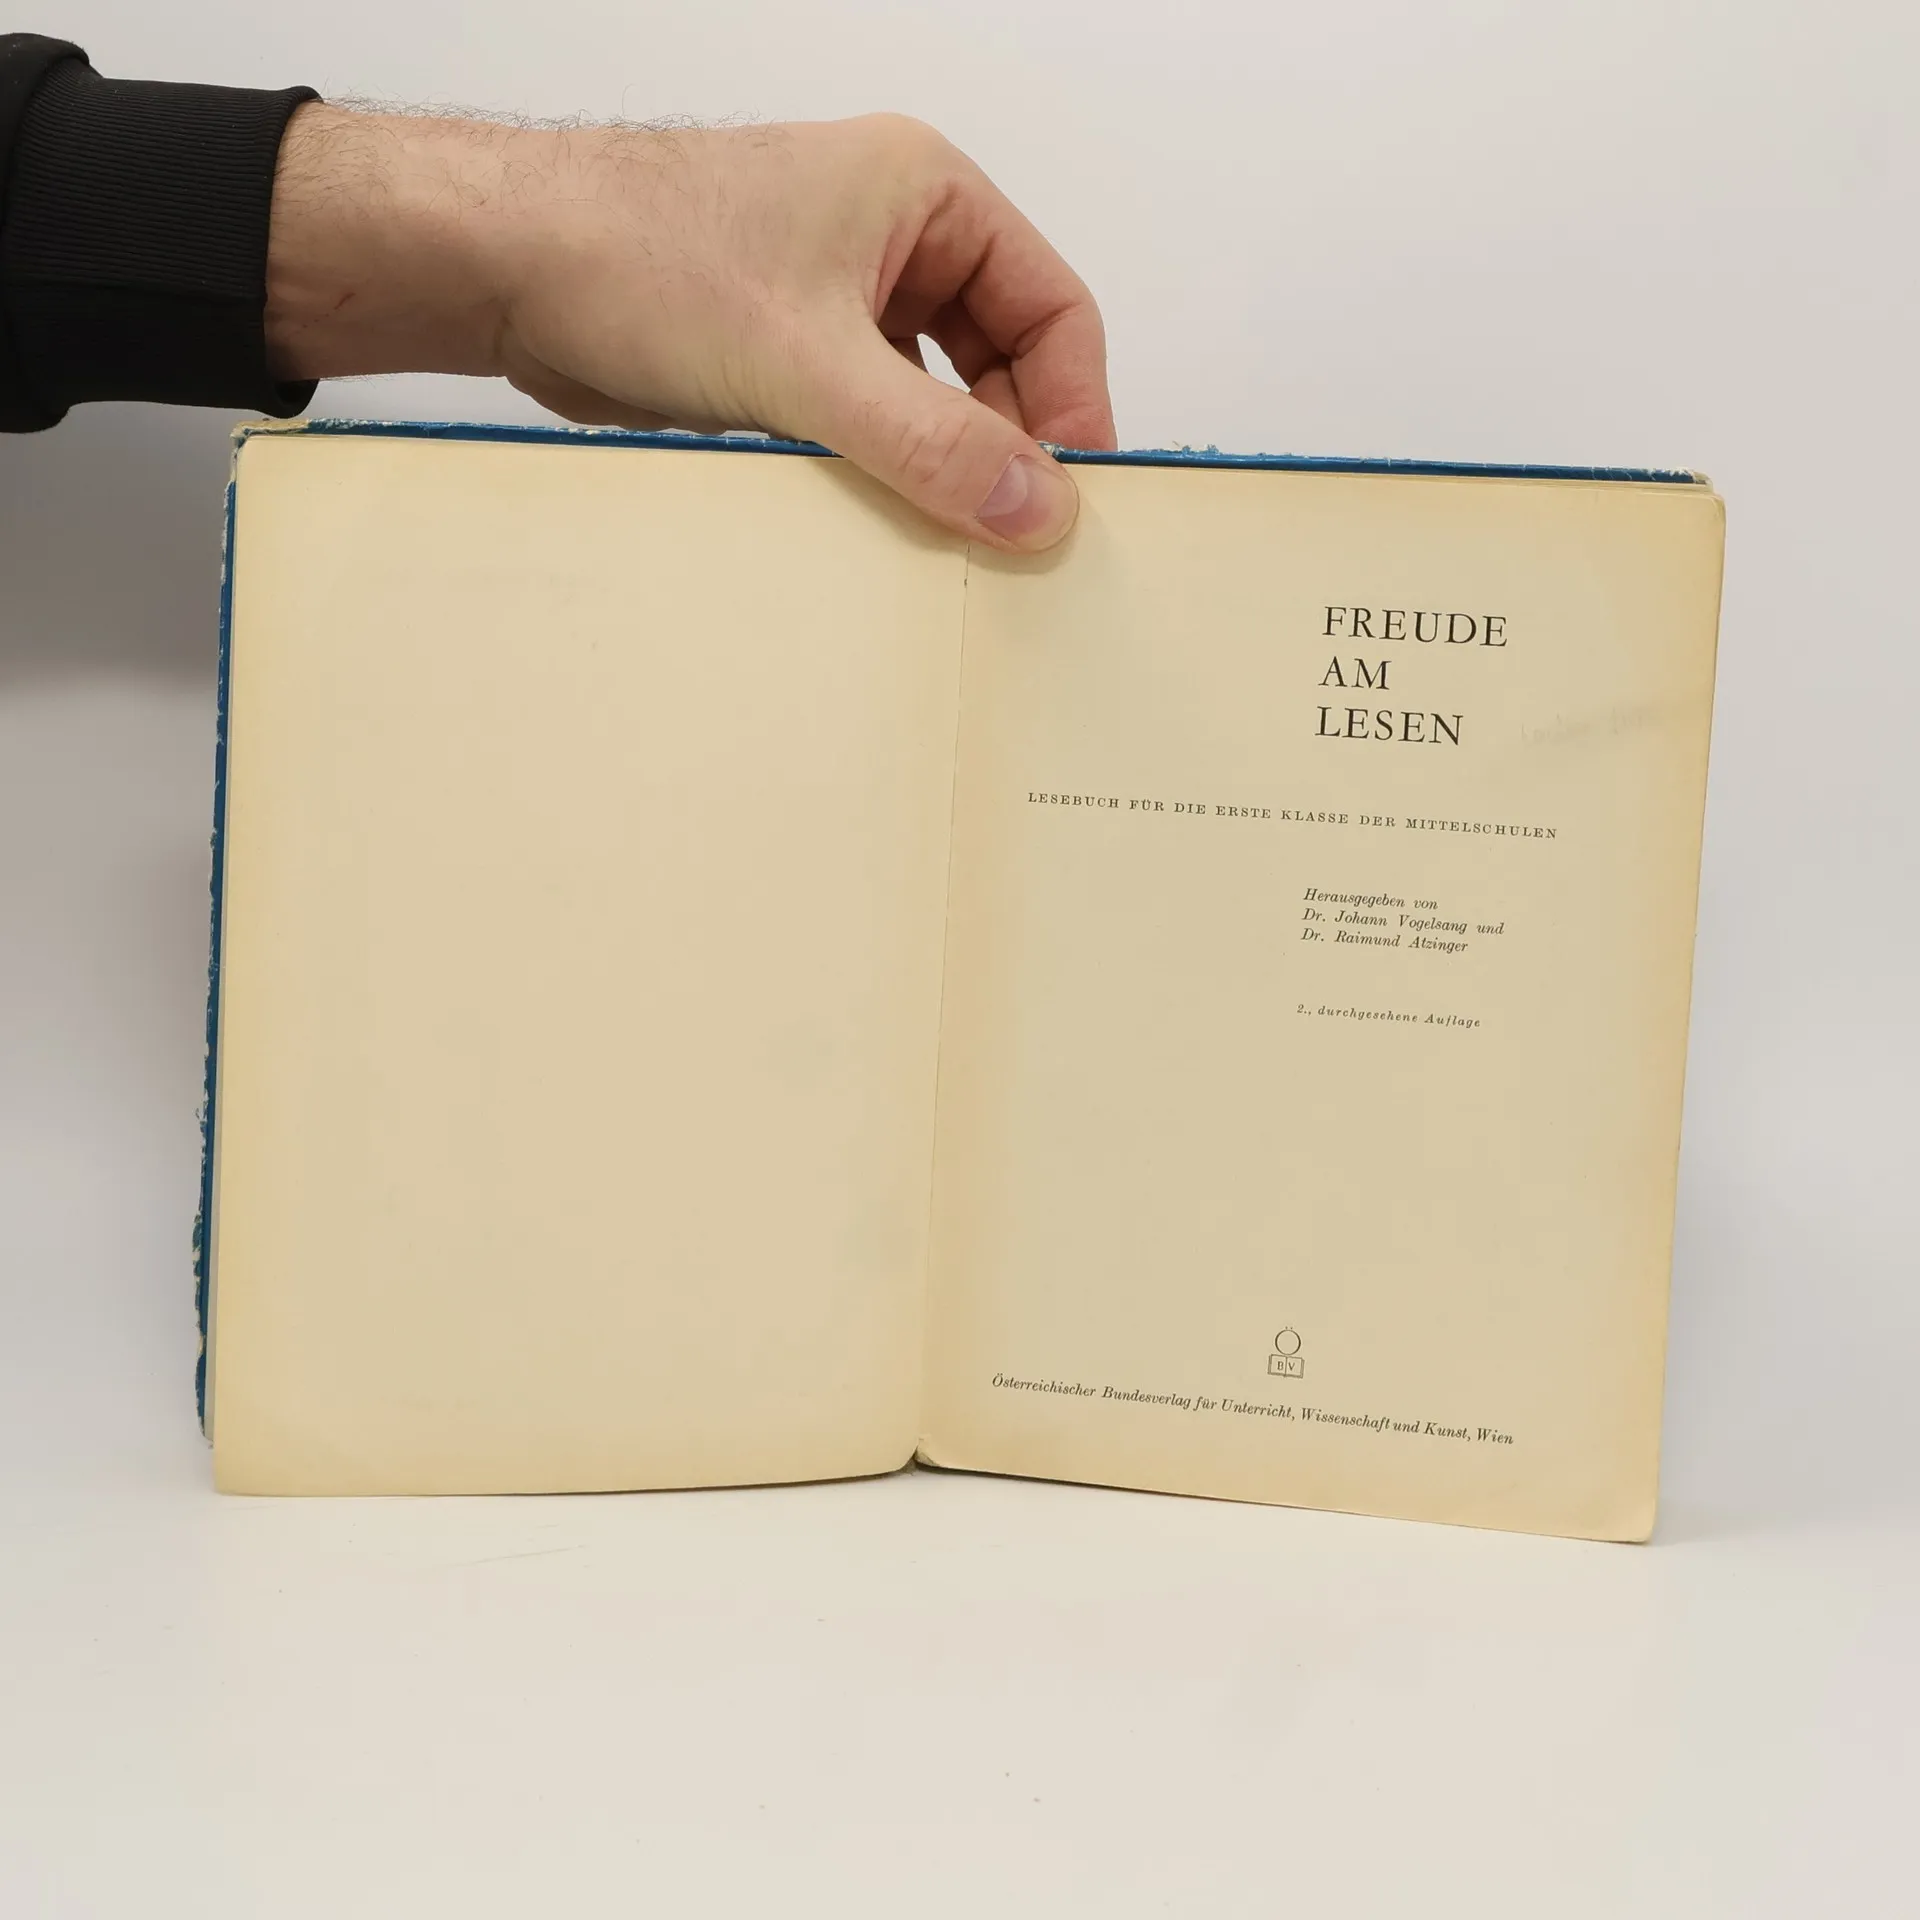 FREUDE
AM
LESEN
LESEBUCH FÜR DIE ERSTE KLASSE DER MITTELSCHULEN
Herausgegeben von
Dr. Johann Vogelsang und
Dr. Raimund Atzinger
2., durchgesehene Auflage
Ö
B V
Österreichischer Bundesverlag für Unterricht, Wissenschaft und Kunst, Wien